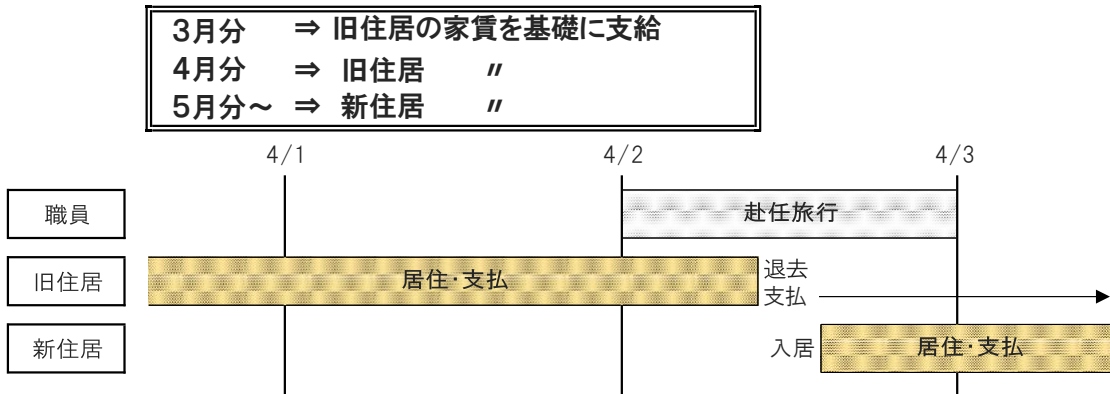 3月分 ⇒ 旧住居の家賃を基礎に支給
4月分 ⇒ 旧住居 〃
5月分～ ⇒ 新住居 〃
4/1 4/2 4/3
職員 赴任旅行
旧住居 居住・支払 退去
支払
新住居 入居 居住・支払